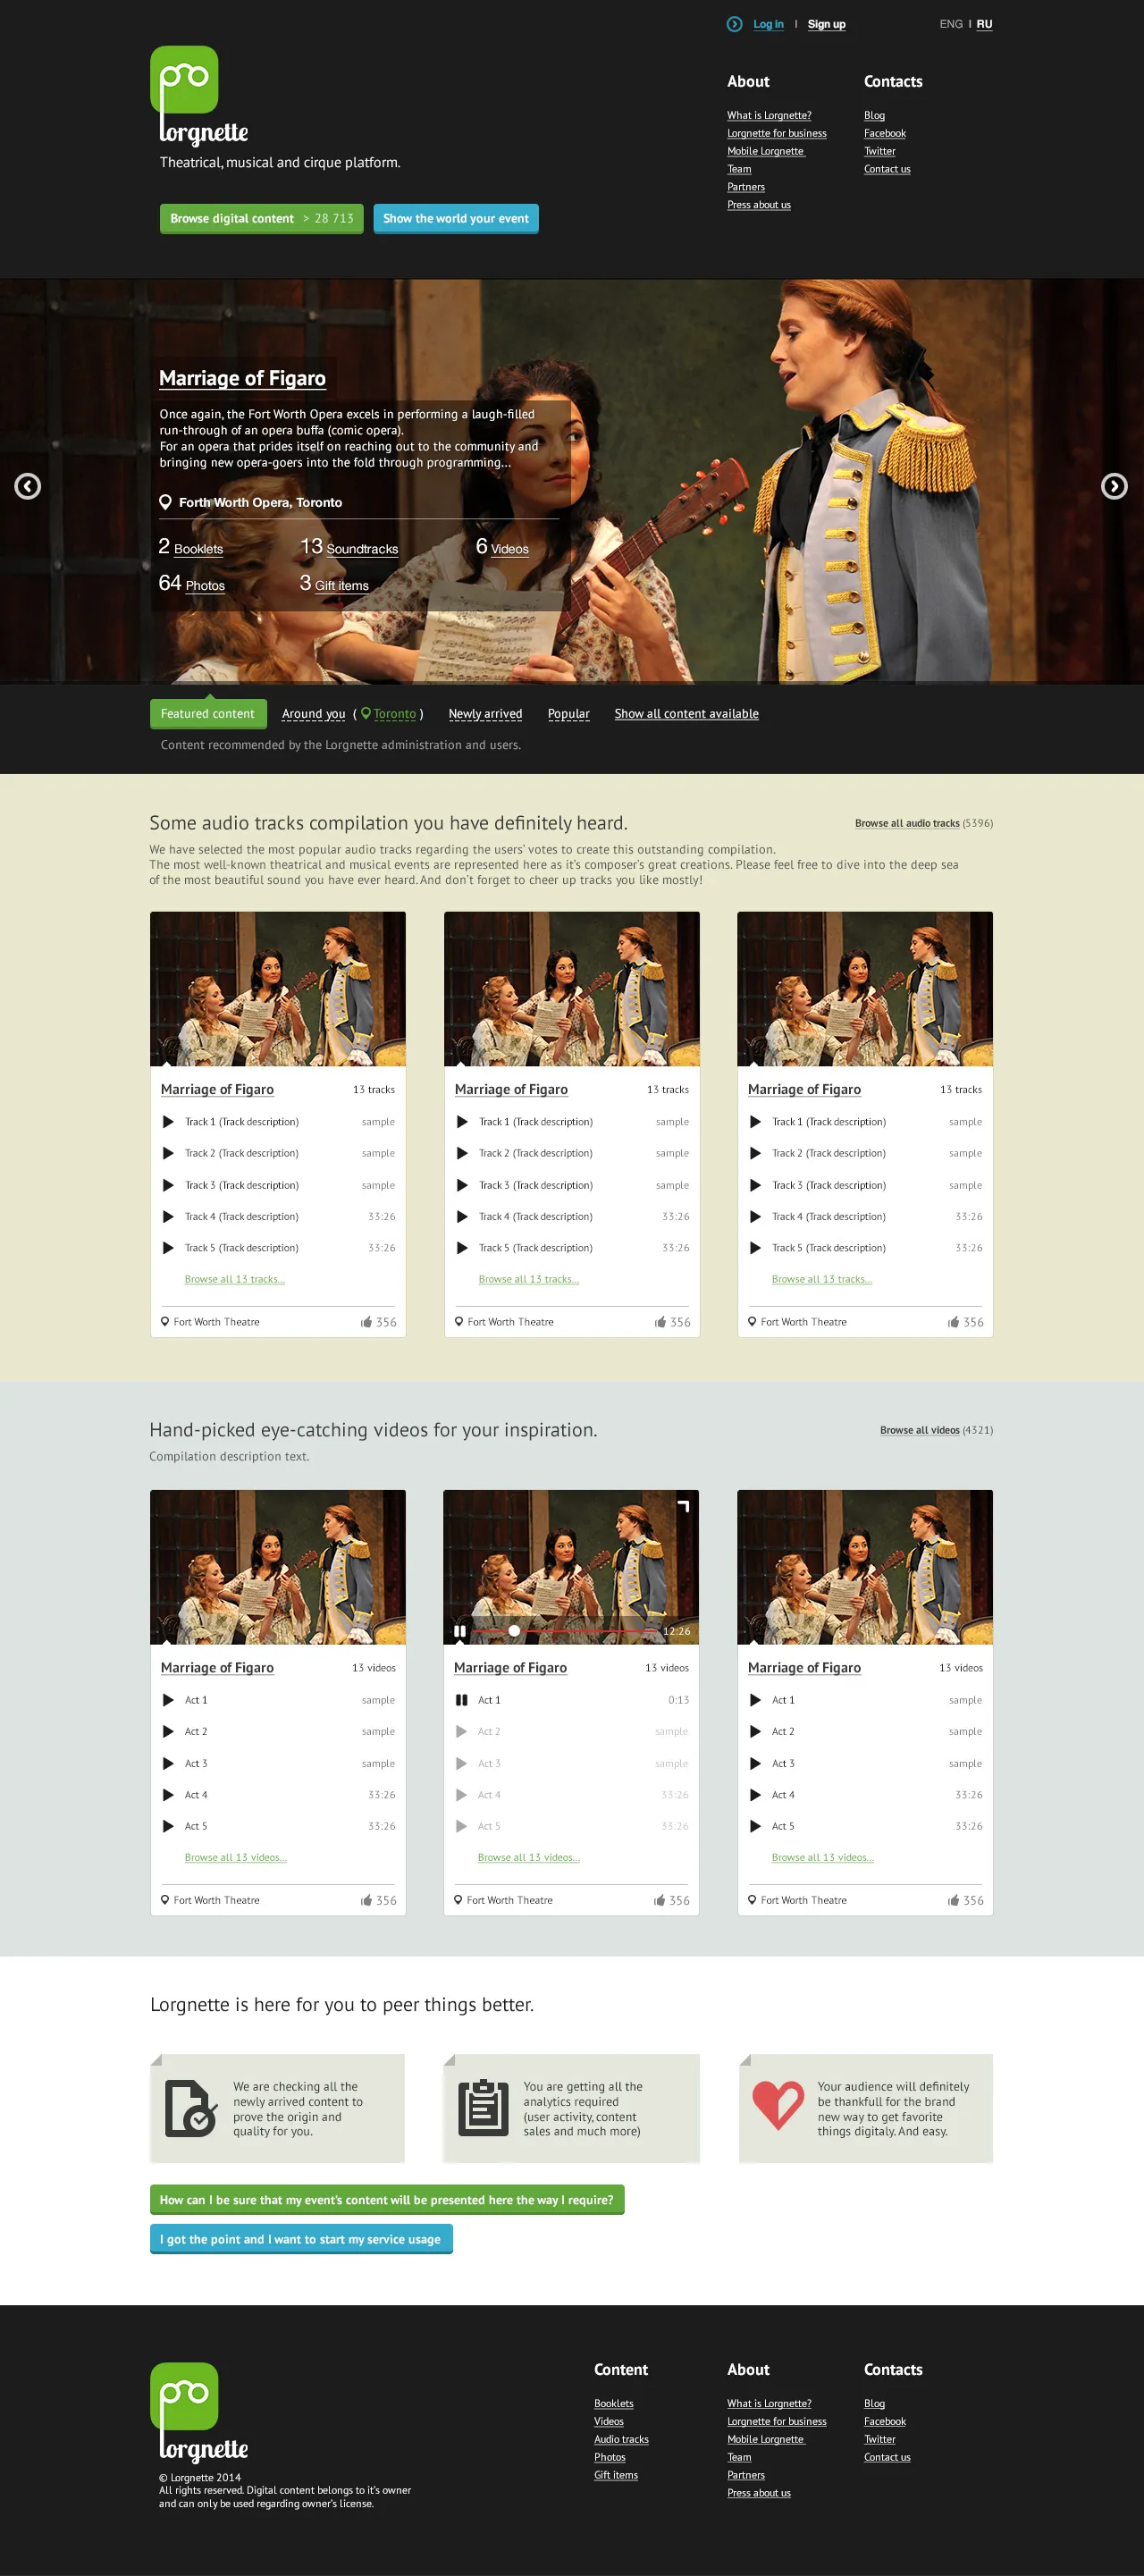 Log in | Sign up
ENG | RU
lorgnette
Theatrical, musical and cirque platform.
Browse digital content > 28 713
Show the world your event
About
What is Lorgnette?
Lorgnette for business
Mobile Lorgnette
Team
Partners
Press about us
Contacts
Blog
Facebook
Twitter
Contact us
Marriage of Figaro
Once again, the Fort Worth Opera excels in performing a laugh-filled
run-through of an opera buffa (comic opera).
For an opera that prides itself on reaching out to the community and
bringing new opera-goers into the fold through programming...
Forth Worth Opera, Toronto
2 Booklets
13 Soundtracks
6 Videos
64 Photos
3 Gift items
Featured content
Around you ( Toronto )
Newly arrived
Popular
Show all content available
Content recommended by the Lorgnette administration and users.
Some audio tracks compilation you have definitely heard.
Browse all audio tracks (5396)
We have selected the most popular audio tracks regarding the users' votes to create this outstanding compilation.
The most well-known theatrical and musical events are represented here as it's composer's great creations. Please feel free to dive into the deep sea
of the most beautiful sound you have ever heard. And don't forget to cheer up tracks you like mostly!
Marriage of Figaro 13 tracks
Track 1 (Track description) sample
Track 2 (Track description) sample
Track 3 (Track description) sample
Track 4 (Track description) 33:26
Track 5 (Track description) 33:26
Browse all 13 tracks...
Fort Worth Theatre 356
Marriage of Figaro 13 tracks
Track 1 (Track description) sample
Track 2 (Track description) sample
Track 3 (Track description) sample
Track 4 (Track description) 33:26
Track 5 (Track description) 33:26
Browse all 13 tracks...
Fort Worth Theatre 356
Marriage of Figaro 13 tracks
Track 1 (Track description) sample
Track 2 (Track description) sample
Track 3 (Track description) sample
Track 4 (Track description) 33:26
Track 5 (Track description) 33:26
Browse all 13 tracks...
Fort Worth Theatre 356
Hand-picked eye-catching videos for your inspiration.
Browse all videos (4321)
Compilation description text.
Marriage of Figaro 13 videos
Act 1 sample
Act 2 sample
Act 3 sample
Act 4 33:26
Act 5 33:26
Browse all 13 videos...
Fort Worth Theatre 356
12:26
Marriage of Figaro 13 videos
Act 1 0:13
Act 2 sample
Act 3 sample
Act 4 33:26
Act 5 33:26
Browse all 13 videos...
Fort Worth Theatre 356
Marriage of Figaro 13 videos
Act 1 sample
Act 2 sample
Act 3 sample
Act 4 33:26
Act 5 33:26
Browse all 13 videos...
Fort Worth Theatre 356
Lorgnette is here for you to peer things better.
We are checking all the
newly arrived content to
prove the origin and
quality for you.
You are getting all the
analytics required
(user activity, content
sales and much more)
Your audience will definitely
be thankfull for the brand
new way to get favorite
things digitaly. And easy.
How can I be sure that my event's content will be presented here the way I require?
I got the point and I want to start my service usage
lorgnette
© Lorgnette 2014
All rights reserved. Digital content belongs to it's owner
and can only be used regarding owner's license.
Content
Booklets
Videos
Audio tracks
Photos
Gift items
About
What is Lorgnette?
Lorgnette for business
Mobile Lorgnette
Team
Partners
Press about us
Contacts
Blog
Facebook
Twitter
Contact us